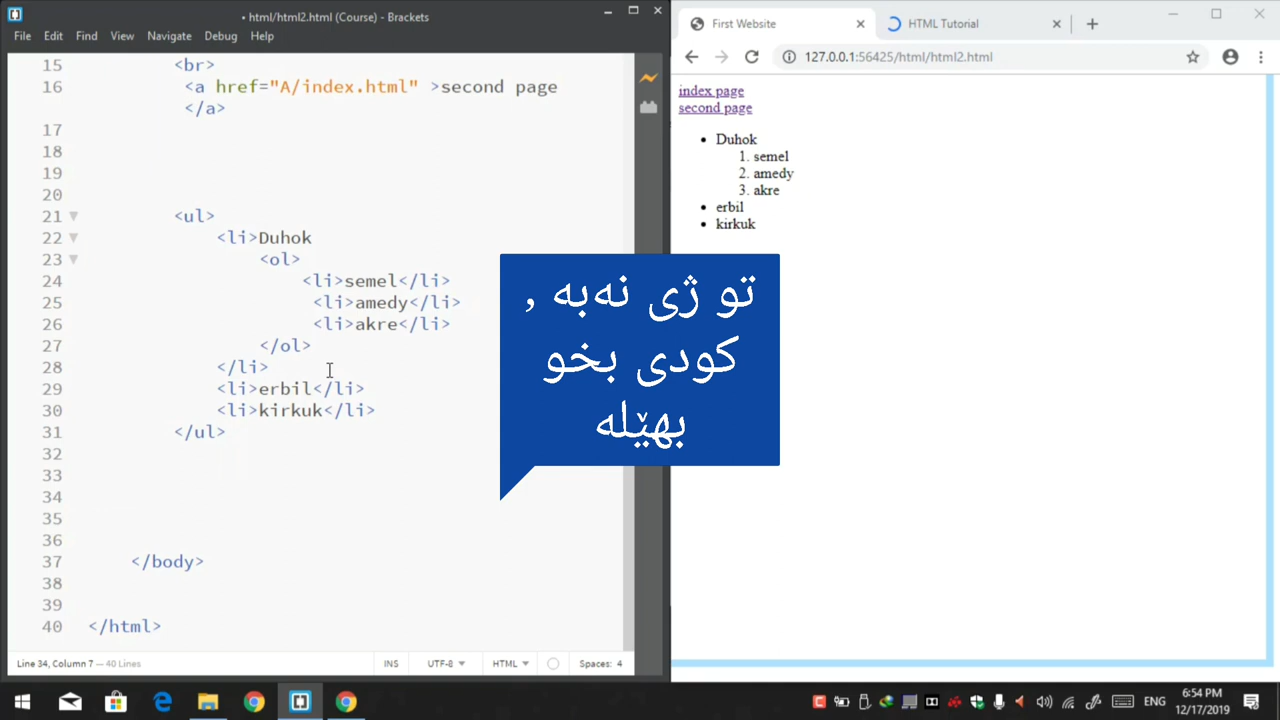 • html/html2.html (Course) - Brackets
File Edit Find View Navigate Debug Help
15 <br>
16 <a href="A/index.html" >second page
</a>
17
18
19
20
21 <ul>
22 <li>Duhok
23 <ol>
24 <li>semel</li>
25 <li>amedy</li>
26 <li>akre</li>
27 </ol>
28 </li>
29 <li>erbil</li>
30 <li>kirkuk</li>
31 </ul>
32
33
34
35
36
37 </body>
38
39
40 </html>
Line 34, Column 7 — 40 Lines
INS UTF-8 HTML Spaces: 4
First Website
HTML Tutorial
127.0.0.1:56425/html/html2.html
index page
second page
• Duhok
1. semel
2. amedy
3. akre
• erbil
• kirkuk
تو ژی نەبە ,
کودی بخو
بهێلە
ENG
6:54 PM
12/17/2019